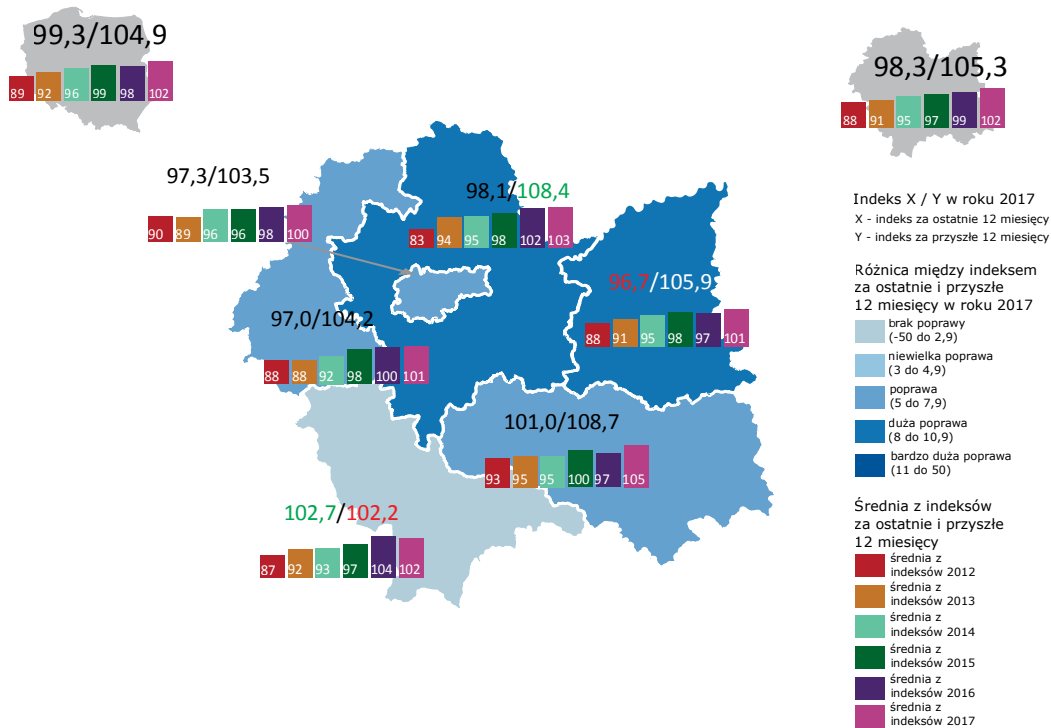 99,3/104,9
89 92 96 99 98 102
98,3/105,3
88 91 95 97 99 102
97,3/103,5
90 89 96 96 98 100
98,1/108,4
83 94 95 98 102 103
96,7/105,9
88 91 95 98 97 101
97,0/104,2
88 88 92 98 100 101
101,0/108,7
93 95 95 100 97 105
102,7/102,2
87 92 93 97 104 102
Indeks X / Y w roku 2017
X - indeks za ostatnie 12 miesięcy
Y - indeks za przyszłe 12 miesięcy
Różnica między indeksem
za ostatnie i przyszłe
12 miesięcy w roku 2017
brak poprawy
(-50 do 2,9)
niewielka poprawa
(3 do 4,9)
poprawa
(5 do 7,9)
duża poprawa
(8 do 10,9)
bardzo duża poprawa
(11 do 50)
Średnia z indeksów
za ostatnie i przyszłe
12 miesięcy
średnia z
indeksów 2012
średnia z
indeksów 2013
średnia z
indeksów 2014
średnia z
indeksów 2015
średnia z
indeksów 2016
średnia z
indeksów 2017